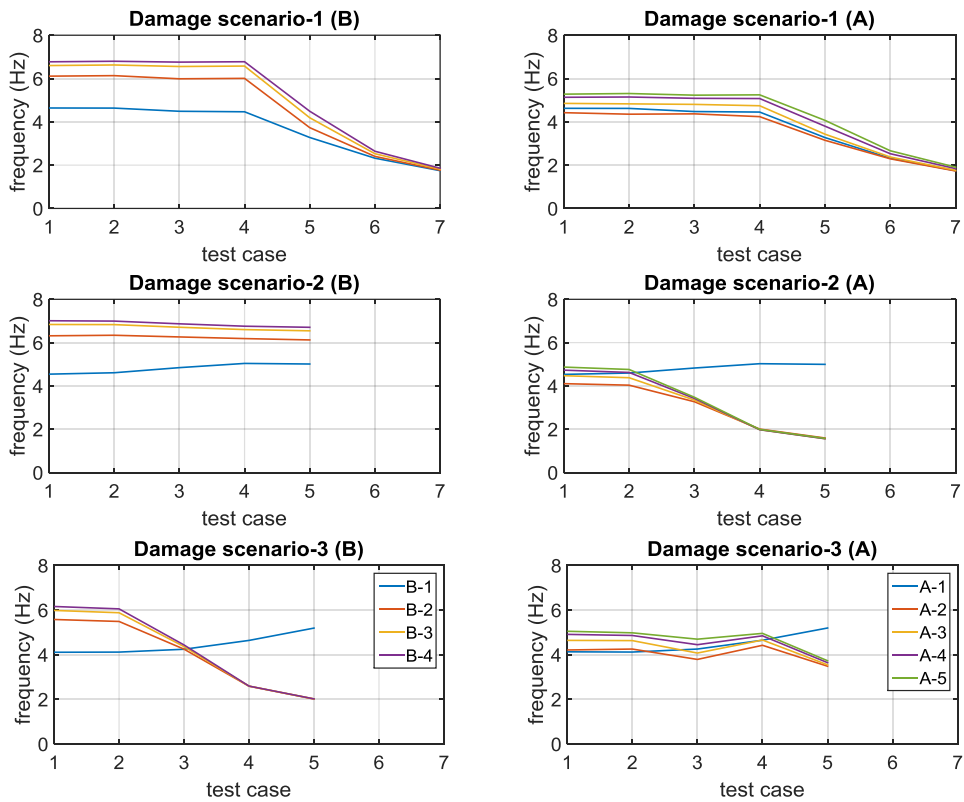 Damage scenario-1 (B)
frequency (Hz)
8
6
4
2
0
1 2 3 4 5 6 7
test case
Damage scenario-1 (A)
frequency (Hz)
8
6
4
2
0
1 2 3 4 5 6 7
test case
Damage scenario-2 (B)
frequency (Hz)
8
6
4
2
0
1 2 3 4 5 6 7
test case
Damage scenario-2 (A)
frequency (Hz)
8
6
4
2
0
1 2 3 4 5 6 7
test case
Damage scenario-3 (B)
frequency (Hz)
8
6
4
2
0
B-1
B-2
B-3
B-4
1 2 3 4 5 6 7
test case
Damage scenario-3 (A)
frequency (Hz)
8
6
4
2
0
A-1
A-2
A-3
A-4
A-5
1 2 3 4 5 6 7
test case